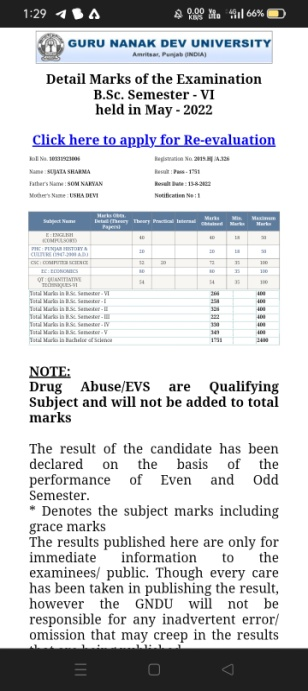 1:29
0.00 KB/S
4G
66%
GURU NANAK DEV UNIVERSITY
Amritsar, Punjab (INDIA)
Detail Marks of the Examination
B.Sc. Semester - VI
held in May - 2022
Click here to apply for Re-evaluation
Roll No. 10331923006 Registration No. 2019.HJ /A.326
Name : SUJATA SHARMA Result : Pass - 1731
Father's Name : SOM NARYAN Result Date : 13-8-2022
Mother's Name : USHA DEVI Notification No : 1
Subject Name Marks Obtn. Detail (Theory Papers) Theory Practical Internal Marks Obtained Min. Marks Maximum Marks
E : ENGLISH (COMPULSORY) 40 40 18 50
PHC : PUNJAB HISTORY & CULTURE (1947-2000 A.D.) 20 20 18 50
CSC : COMPUTER SCIENCE 52 20 72 35 100
EC : ECONOMICS 80 80 35 100
QT : QUANTITATIVE TECHNIQUES-VI 54 54 35 100
Total Marks in B.Sc. Semester - VI 266 400
Total Marks in B.Sc. Semester - I 238 400
Total Marks in B.Sc. Semester - II 326 400
Total Marks in B.Sc. Semester - III 222 400
Total Marks in B.Sc. Semester - IV 330 400
Total Marks in B.Sc. Semester - V 349 400
Total Marks in Bachelor of Science 1731 2400
NOTE:
Drug Abuse/EVS are Qualifying
Subject and will not be added to total
marks
The result of the candidate has been
declared on the basis of the
performance of Even and Odd
Semester.
* Denotes the subject marks including
grace marks
The results published here are only for
immediate information to the
examinees/ public. Though every care
has been taken in publishing the result,
however the GNDU will not be
responsible for any inadvertent error/
omission that may creep in the results
that are being published